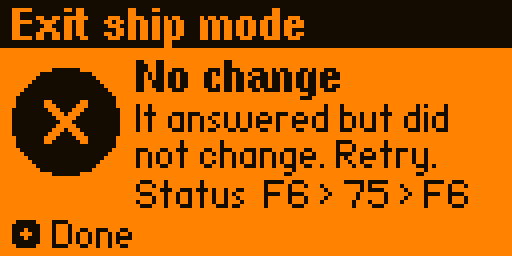 Exit ship mode
No change
It answered but did
not change. Retry.
Status F6 > 75 > F6
Done